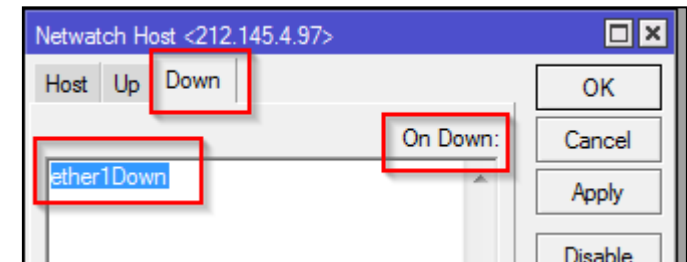 Netwatch Host <212.145.4.97>
Host Up Down
OK
On Down:
Cancel
ether1Down
Apply
Disable